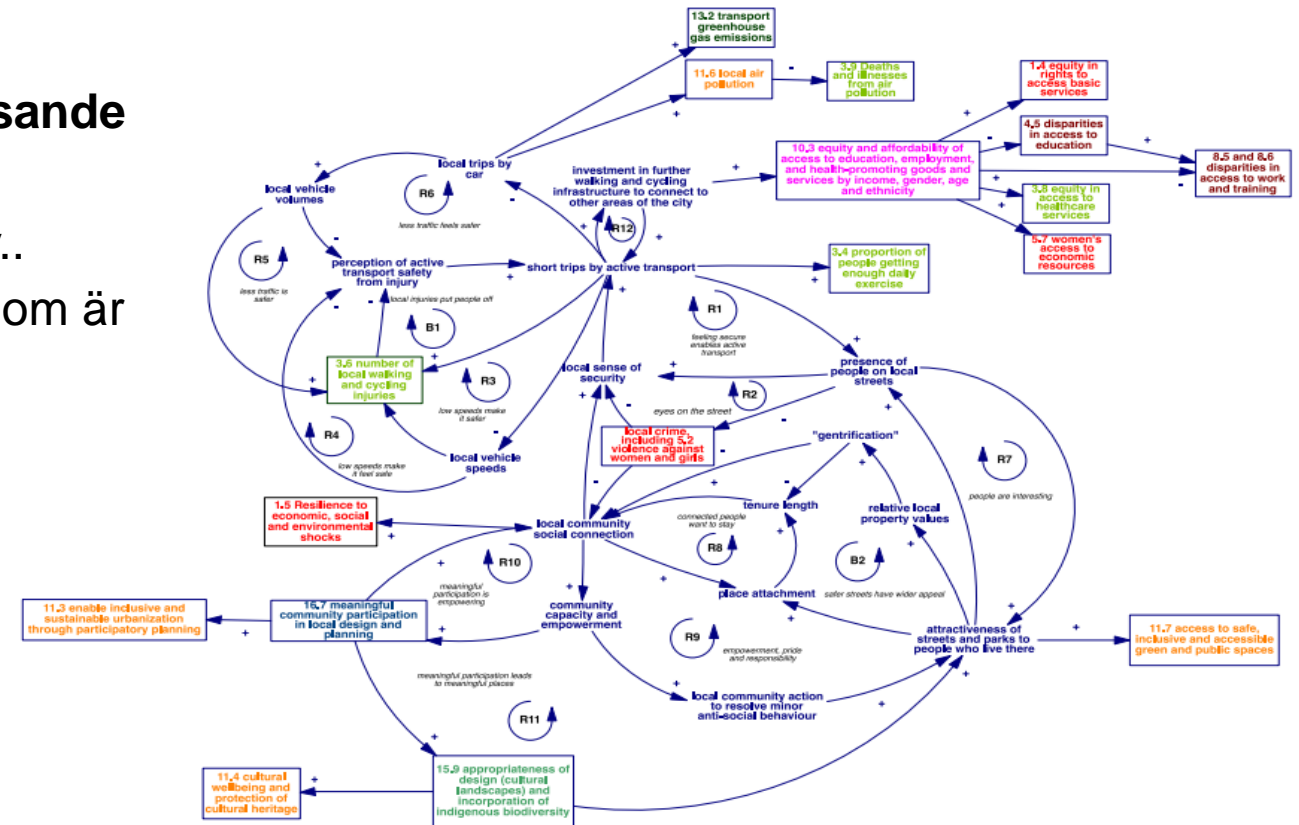 sande
..
om är
13.2 transport
greenhouse
gas emissions
+
11.6 local air
pollution
-
3.9 Deaths
and illnesses
from air
pollution
+
1.4 equity in
rights to
access basic
services
+
-
4.5 disparities
in access to
education
+
8.5 and 8.6
disparities in
access to work
and training
-
10.3 equity and affordability of
access to education, employment,
and health-promoting goods and
services by income, gender, age
and ethnicity
+
+
3.8 equity in
healthcare
services
+
5.7 women's
access to
economic
resources
local trips by
car
+
local vehicle
volumes
R6
less traffic feels safer
-
investment in further
walking and cycling
infrastructure to connect to
other areas of the city
+
R12
+
+
R5
less traffic is
safer
-
perception of active
transport safety
from injury
+
short trips by active transport
+
+
3.4 proportion of
people getting
enough daily
exercise
-
-
local injuries put people off
B1
+
R1
feeling secure
enables active
transport
3.6 number of
local walking
and cycling
injuries
+
R3
low speeds make
it safer
local sense of
security
+
presence of
people on local
streets
+
R2
eyes on the street
R4
low speeds make
it feel safe
-
local vehicle
speeds
local crime,
including 5.2
violence against
women and girls
-
-
-
"gentrification"
+
R7
people are interesting
1.5 Resilience to
economic, social
and environmental
shocks
+
local community
social connection
tenure length
connected people
want to stay
R8
relative local
property values
+
R10
meaningful
participation is
empowering
+
place attachment
B2
safer streets have wider appeal
11.3 enable inclusive and
sustainable urbanization
through participatory planning
+
16.7 meaningful
community participation
in local design and
planning
+
community
capacity and
empowerment
+
R9
empowerment, pride
and responsibility
attractiveness of
streets and parks to
people who live there
+
11.7 access to safe,
inclusive and accessible
green and public spaces
meaningful participation leads
to meaningful places
R11
+
local community action
to resolve minor
anti-social behaviour
+
+
11.4 cultural
wellbeing and
protection of
cultural heritage
+
15.9 appropriateness of
design (cultural
landscapes) and
incorporation of
indigenous biodiversity